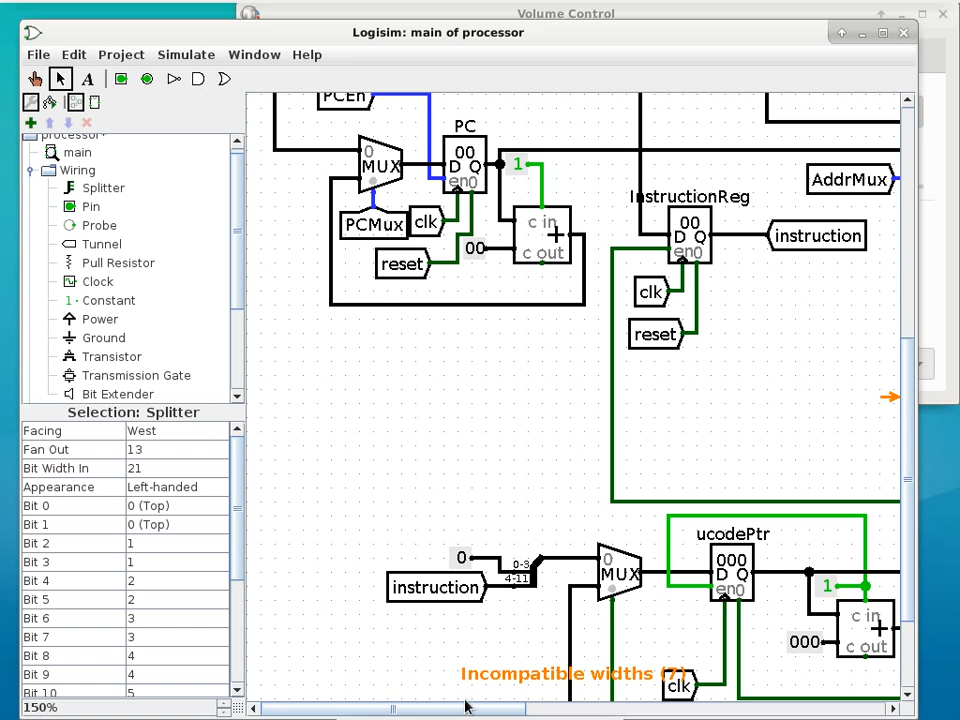 Volume Control
Logisim: main of processor
File Edit Project Simulate Window Help
A
processor*
main
Wiring
Splitter
Pin
Probe
Tunnel
Pull Resistor
Clock
1 Constant
Power
Ground
Transistor
Transmission Gate
Bit Extender
Selection: Splitter
Facing West
Fan Out 13
Bit Width In 21
Appearance Left-handed
Bit 0 0 (Top)
Bit 1 0 (Top)
Bit 2 1
Bit 3 1
Bit 4 2
Bit 5 2
Bit 6 3
Bit 7 3
Bit 8 4
Bit 9 4
Bit 10 5
150%
PCEn
PC
0
MUX
00
D Q
en0
1
PCMux
clk
reset
00
c in
+
c out
AddrMux
InstructionReg
00
D Q
en0
instruction
clk
reset
ucodePtr
0
instruction
0-3
4-11
0
MUX
000
D Q
en0
1
c in
+
c out
000
Incompatible widths (7)
clk